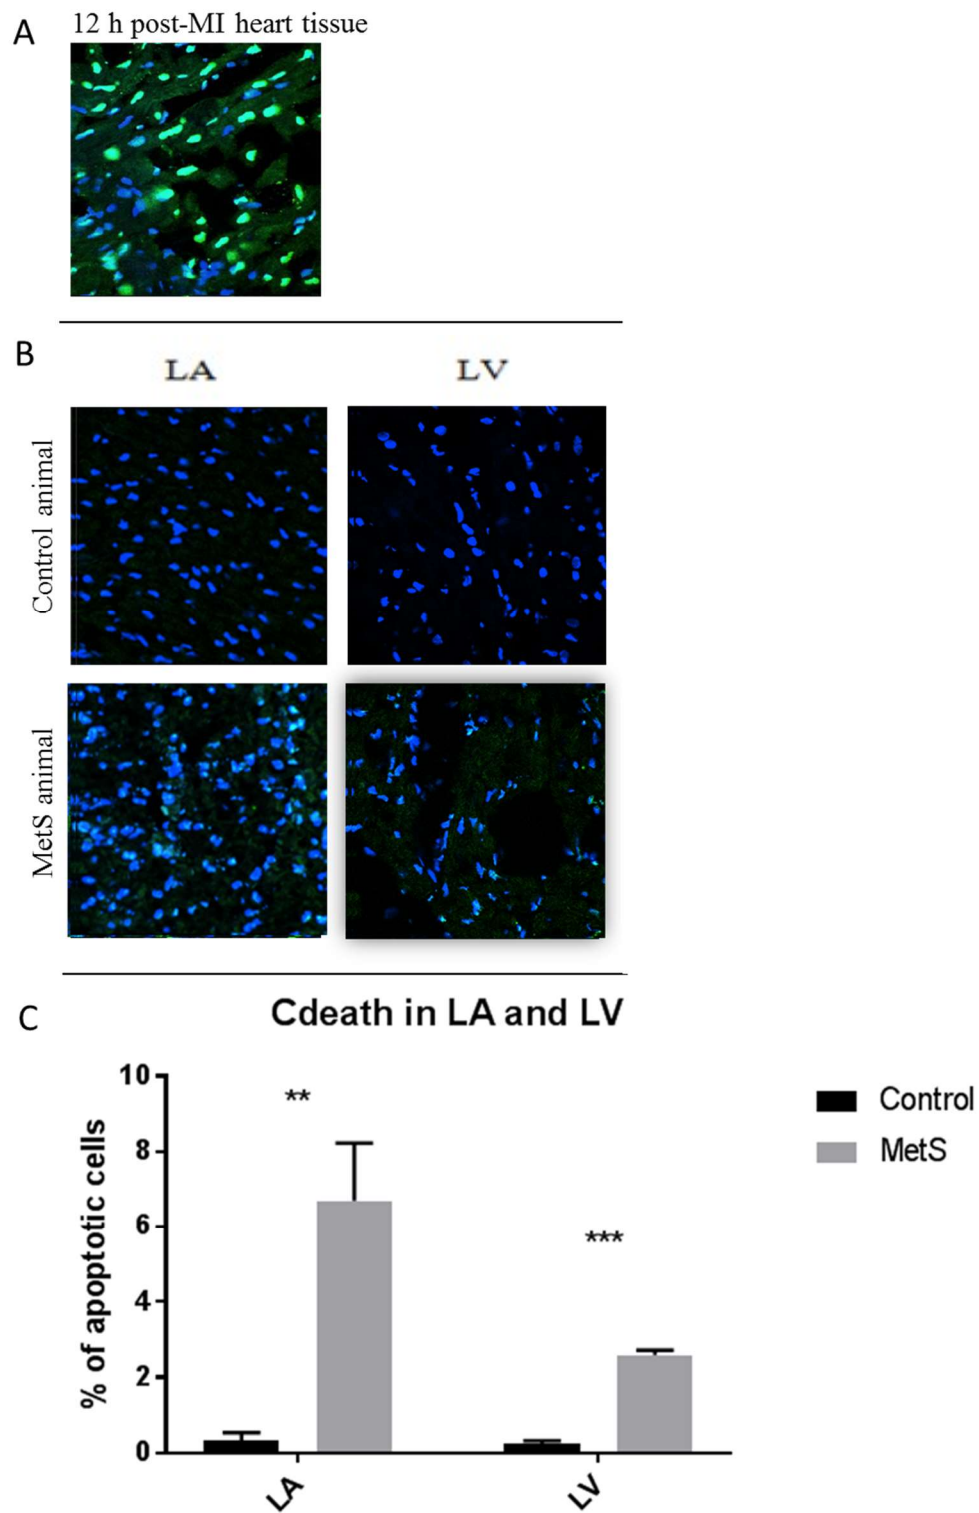 A
12 h post-MI heart tissue
B
LA
LV
Control animal
MetS animal
C
Cdeath in LA and LV
% of apoptotic cells
10
8
6
4
2
0
**
***
LA
LV
Control
MetS